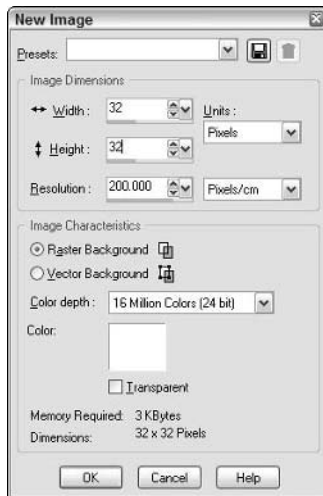 New Image
Presets:
Image Dimensions
Width : 32 Units :
Pixels
Height : 32
Resolution : 200.000 Pixels/cm
Image Characteristics
Raster Background
Vector Background
Color depth : 16 Million Colors (24 bit)
Color:
Transparent
Memory Required: 3 KBytes
Dimensions: 32 x 32 Pixels
OK Cancel Help